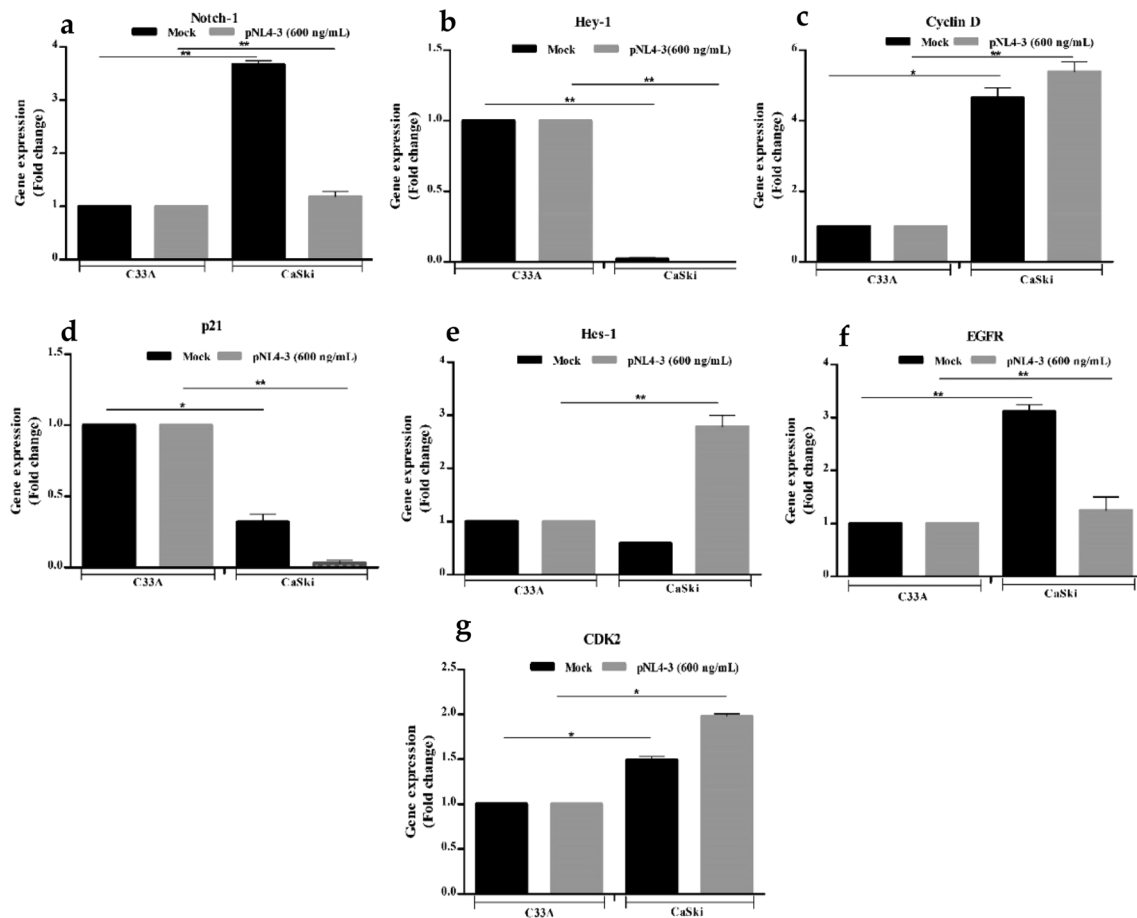 a
Notch-1
Mock pNL4-3 (600 ng/mL)
**
**
Gene expression
(Fold change)
4
3
2
1
0
C33A CaSki
b
Hey-1
Mock pNL4-3(600 ng/mL)
**
**
Gene expression
(Fold change)
1.5
1.0
0.5
0.0
C33A CaSki
c
Cyclin D
Mock pNL4-3 (600 ng/mL)
**
*
Gene expression
(Fold change)
6
4
2
0
C33A CaSki
d
p21
Mock pNL4-3 (600 ng/mL)
**
*
Gene expression
(Fold change)
1.5
1.0
0.5
0.0
C33A CaSki
e
Hes-1
Mock pNL4-3 (600 ng/mL)
**
Gene expression
(Fold change)
4
3
2
1
0
C33A CaSki
f
EGFR
Mock pNL4-3 (600 ng/mL)
**
**
Gene expression
(Fold change)
4
3
2
1
0
C33A CaSki
g
CDK2
Mock pNL4-3 (600 ng/mL)
*
*
Gene expression
(Fold change)
2.5
2.0
1.5
1.0
0.5
0.0
C33A CaSki